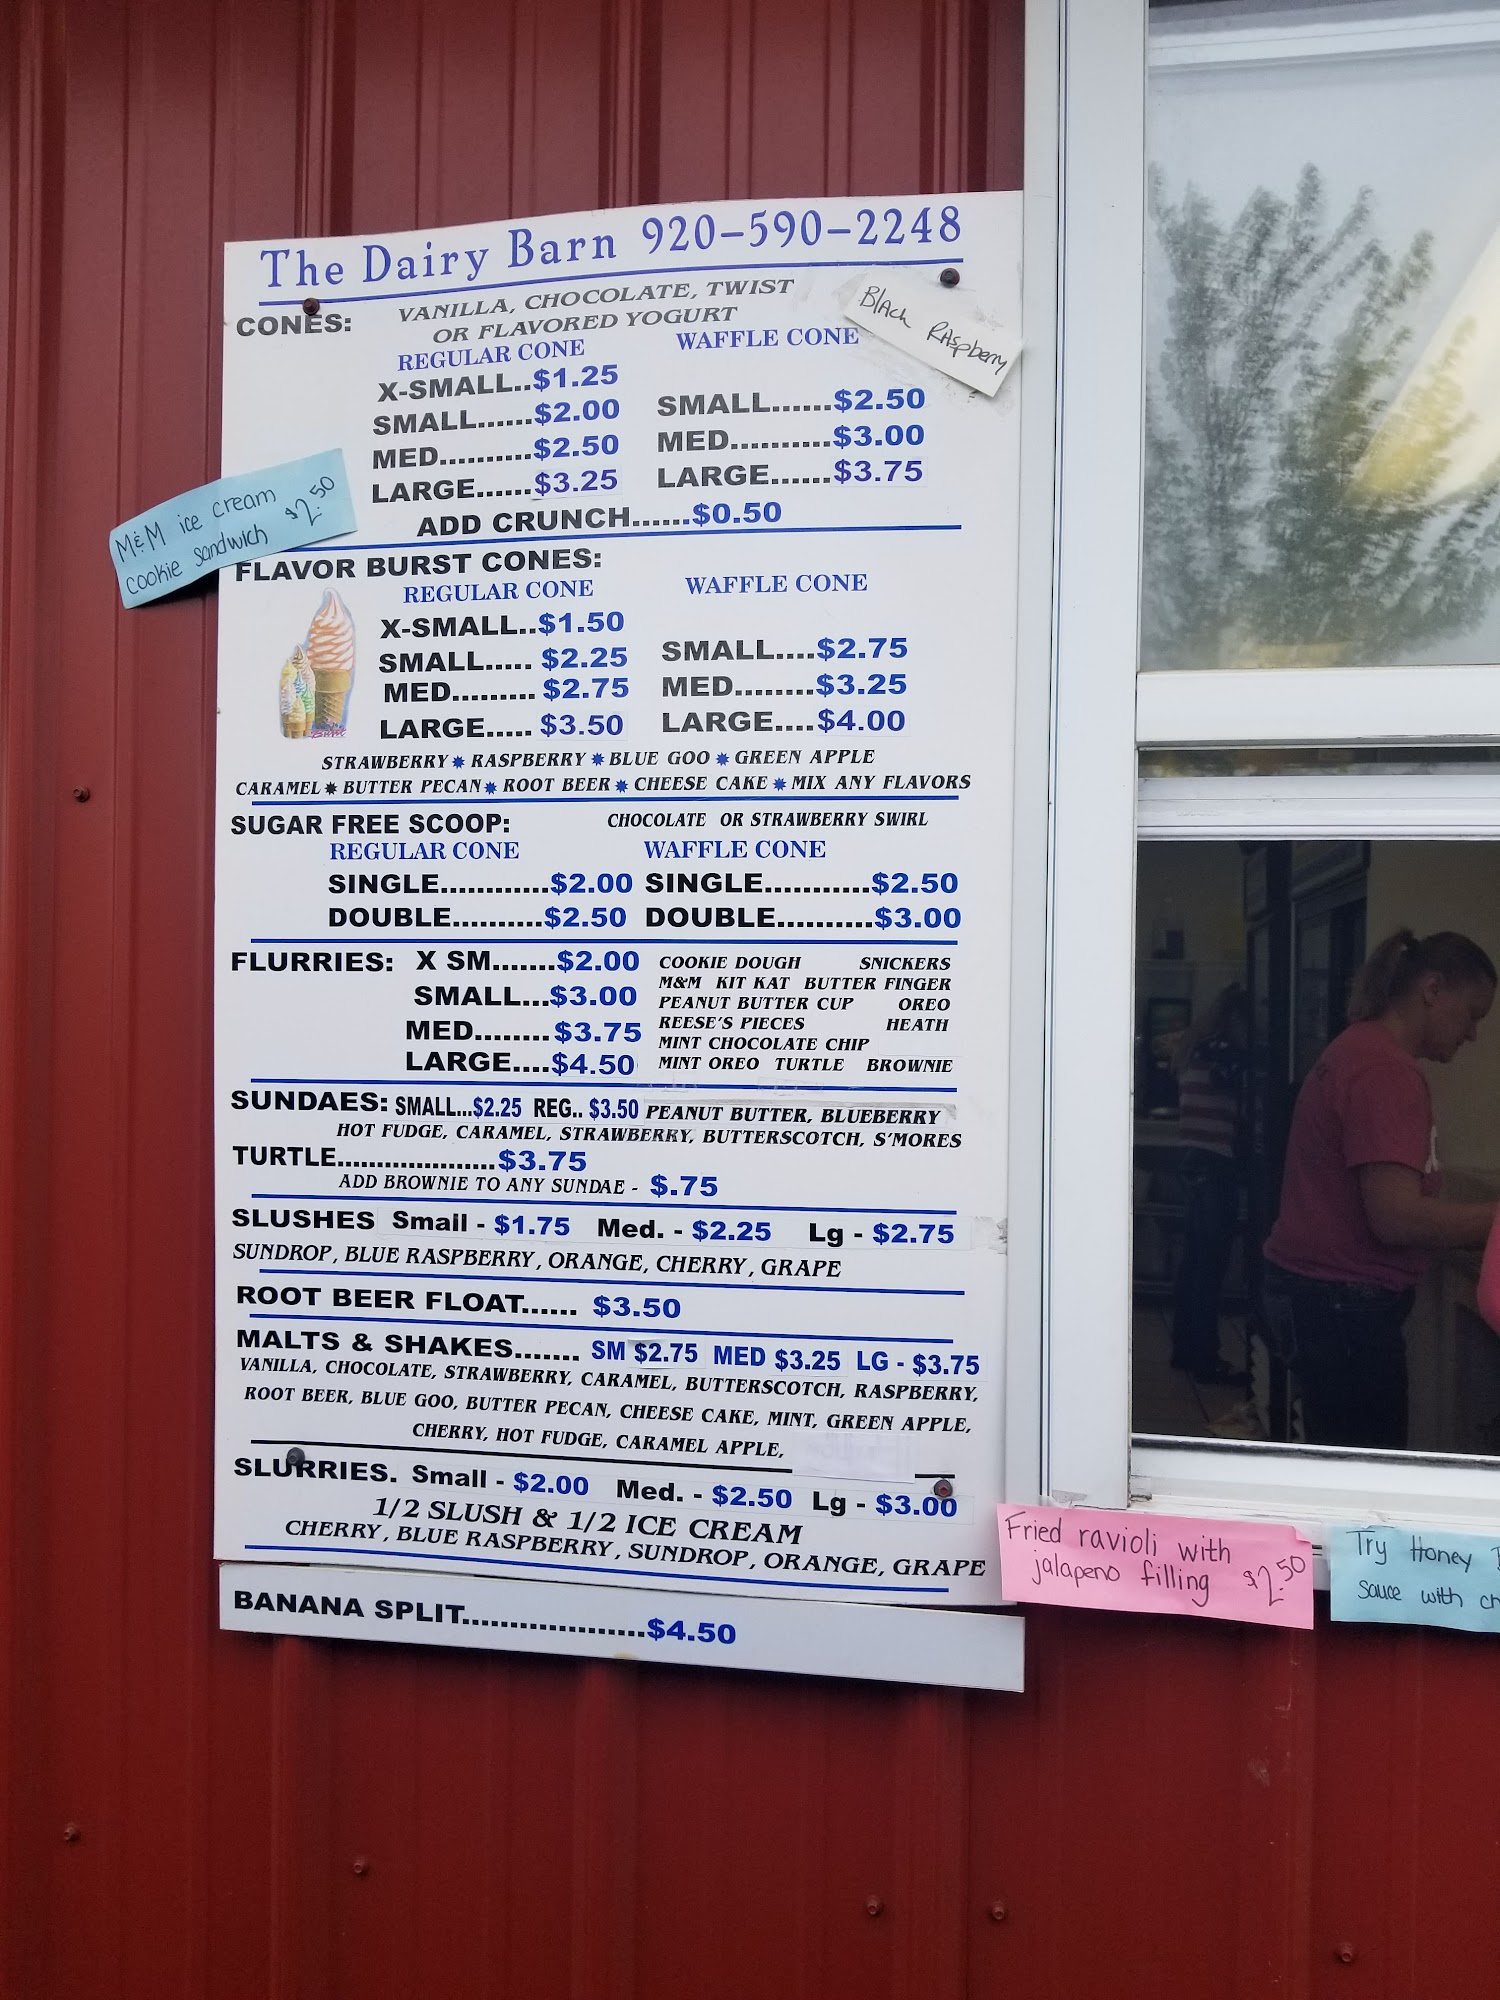 The Dairy Barn 920-590-2248
CONES: VANILLA, CHOCOLATE, TWIST
OR FLAVORED YOGURT
Black Raspberry
REGULAR CONE WAFFLE CONE
X-SMALL..$1.25
SMALL......$2.00 SMALL......$2.50
MED..........$2.50 MED..........$3.00
LARGE......$3.25 LARGE......$3.75
ADD CRUNCH......$0.50
M&M ice cream
cookie sandwich $2.50
FLAVOR BURST CONES:
REGULAR CONE WAFFLE CONE
X-SMALL..$1.50
SMALL..... $2.25 SMALL....$2.75
MED......... $2.75 MED........$3.25
LARGE..... $3.50 LARGE....$4.00
STRAWBERRY * RASPBERRY * BLUE GOO * GREEN APPLE
CARAMEL * BUTTER PECAN * ROOT BEER * CHEESE CAKE * MIX ANY FLAVORS
SUGAR FREE SCOOP: CHOCOLATE OR STRAWBERRY SWIRL
REGULAR CONE WAFFLE CONE
SINGLE............$2.00 SINGLE...........$2.50
DOUBLE..........$2.50 DOUBLE..........$3.00
FLURRIES: X SM.......$2.00 COOKIE DOUGH SNICKERS
M&M KIT KAT BUTTER FINGER
SMALL...$3.00 PEANUT BUTTER CUP OREO
MED........$3.75 REESE'S PIECES HEATH
MINT CHOCOLATE CHIP
LARGE....$4.50 MINT OREO TURTLE BROWNIE
SUNDAES: SMALL...$2.25 REG.. $3.50 PEANUT BUTTER, BLUEBERRY
HOT FUDGE, CARAMEL, STRAWBERRY, BUTTERSCOTCH, S'MORES
TURTLE....................$3.75
ADD BROWNIE TO ANY SUNDAE - $.75
SLUSHES Small - $1.75 Med. - $2.25 Lg - $2.75
SUNDROP, BLUE RASPBERRY, ORANGE, CHERRY, GRAPE
ROOT BEER FLOAT...... $3.50
MALTS & SHAKES....... SM $2.75 MED $3.25 LG - $3.75
VANILLA, CHOCOLATE, STRAWBERRY, CARAMEL, BUTTERSCOTCH, RASPBERRY,
ROOT BEER, BLUE GOO, BUTTER PECAN, CHEESE CAKE, MINT, GREEN APPLE,
CHERRY, HOT FUDGE, CARAMEL APPLE,
SLURRIES. Small - $2.00 Med. - $2.50 Lg - $3.00
1/2 SLUSH & 1/2 ICE CREAM
CHERRY, BLUE RASPBERRY, SUNDROP, ORANGE, GRAPE
BANANA SPLIT....................$4.50
Fried ravioli with
jalapeno filling $2.50
Try Honey
sauce with